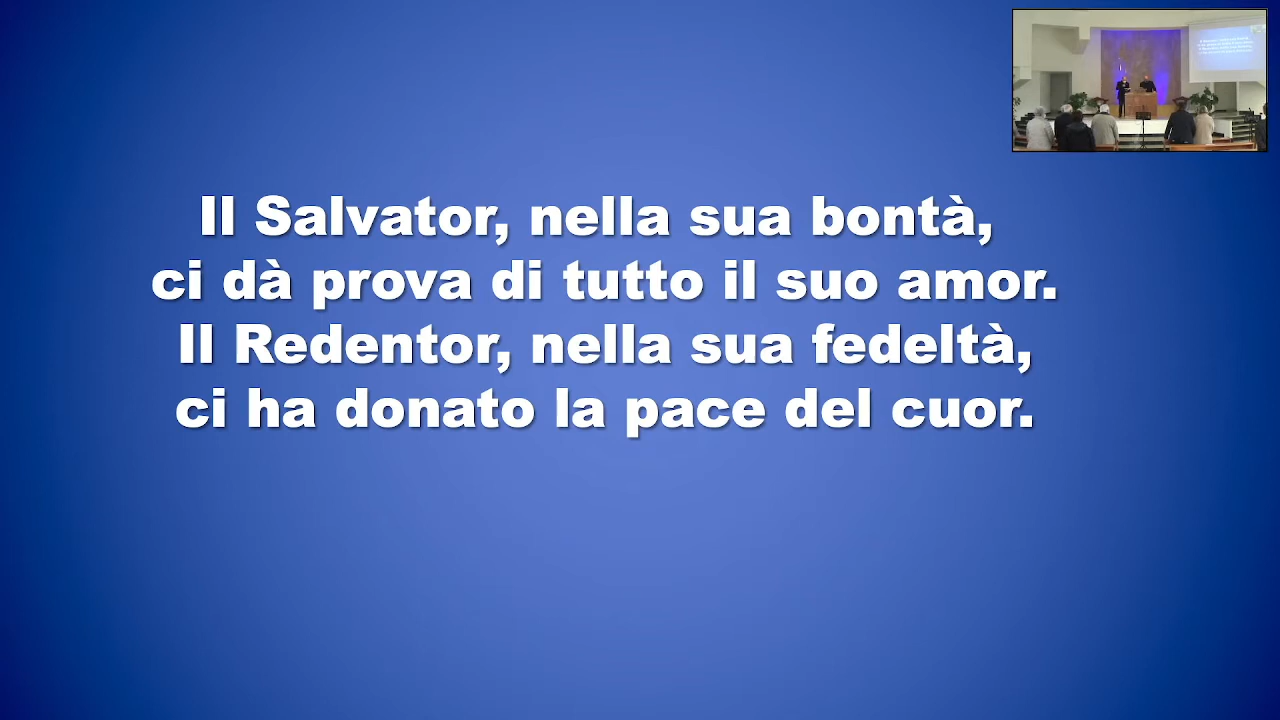 Il Salvator, nella sua bontà,
ci dà prova di tutto il suo amor.
Il Redentor, nella sua fedeltà,
ci ha donato la pace del cuor.